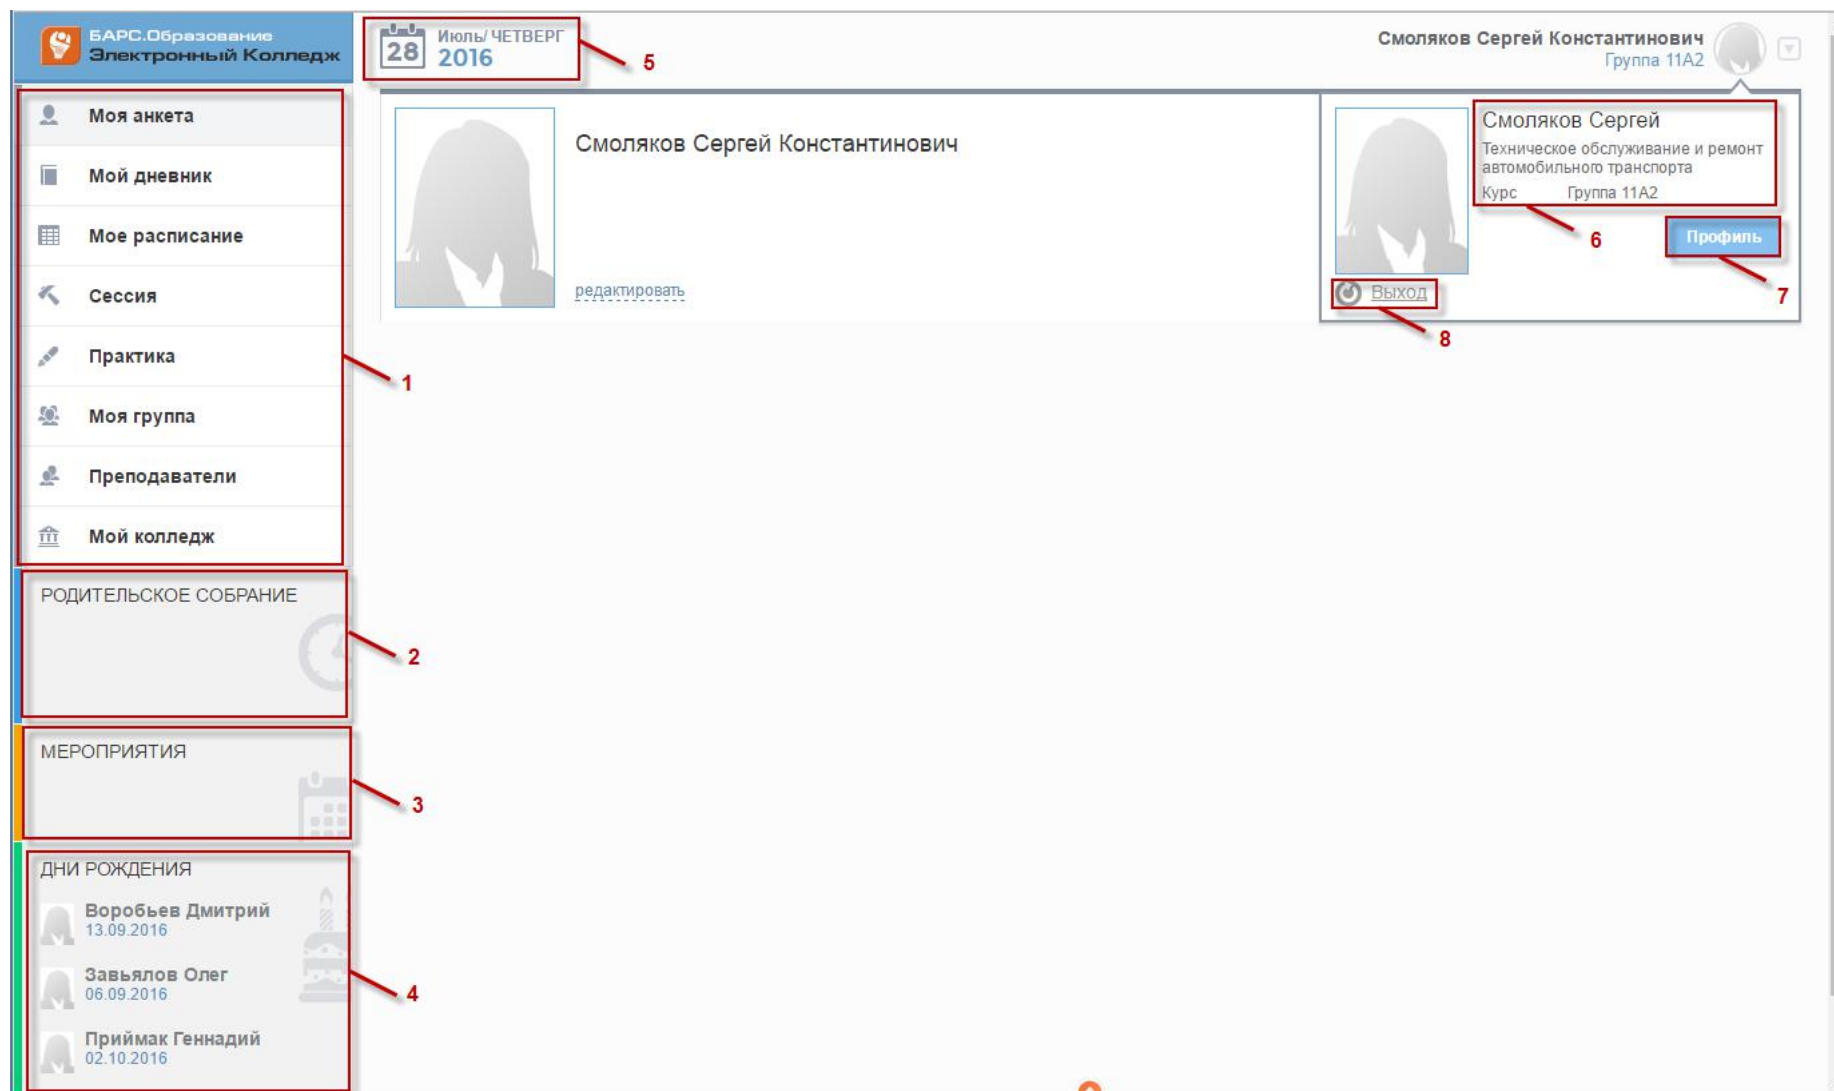 БАРС.Образование
Электронный Колледж
28
Июль/ ЧЕТВЕРГ
2016
5
Смоляков Сергей Константинович
Группа 11А2
Моя анкета
Мой дневник
Мое расписание
Сессия
Практика
Моя группа
Преподаватели
Мой колледж
1
Смоляков Сергей Константинович
редактировать
Смоляков Сергей
Техническое обслуживание и ремонт
автомобильного транспорта
Курс Группа 11А2
6
Профиль
7
Выход
8
РОДИТЕЛЬСКОЕ СОБРАНИЕ
2
МЕРОПРИЯТИЯ
3
ДНИ РОЖДЕНИЯ
Воробьев Дмитрий
13.09.2016
Завьялов Олег
06.09.2016
4
Приймак Геннадий
02.10.2016